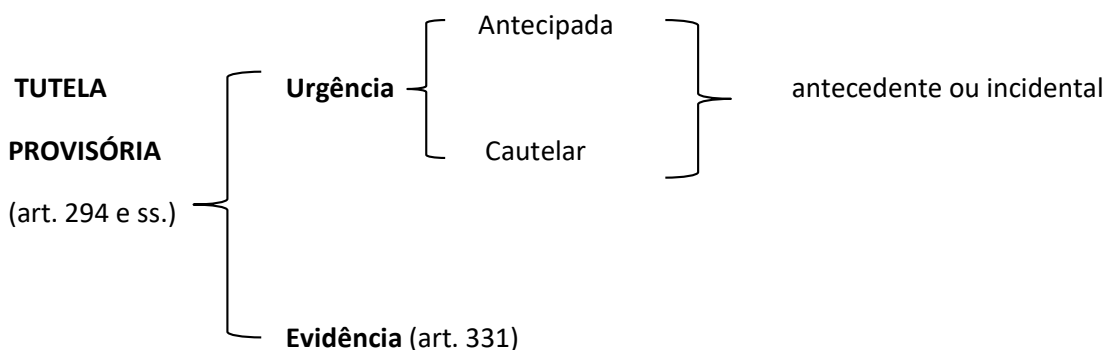 Antecipada
TUTELA Urgência antecedente ou incidental
PROVISÓRIA Cautelar
(art. 294 e ss.)
Evidência (art. 331)